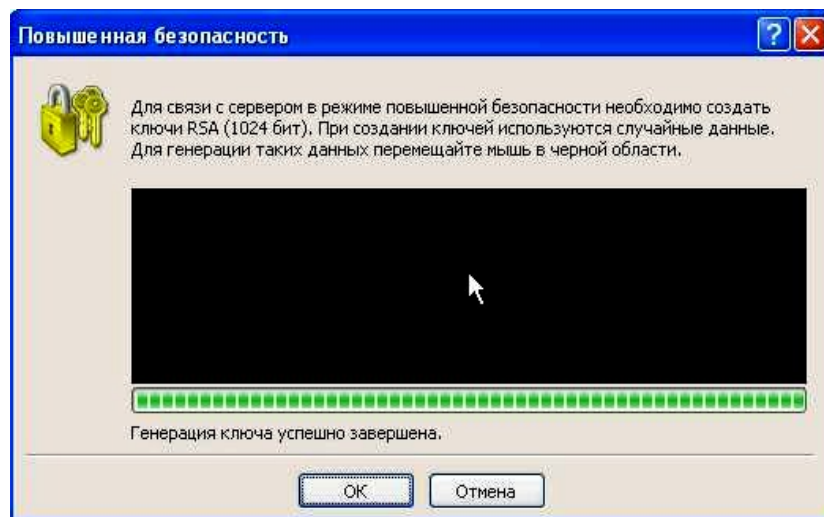 Повышенная безопасность
Для связи с сервером в режиме повышенной безопасности необходимо создать
ключи RSA (1024 бит). При создании ключей используются случайные данные.
Для генерации таких данных перемещайте мышь в черной области.
Генерация ключа успешно завершена.
ОК
Отмена